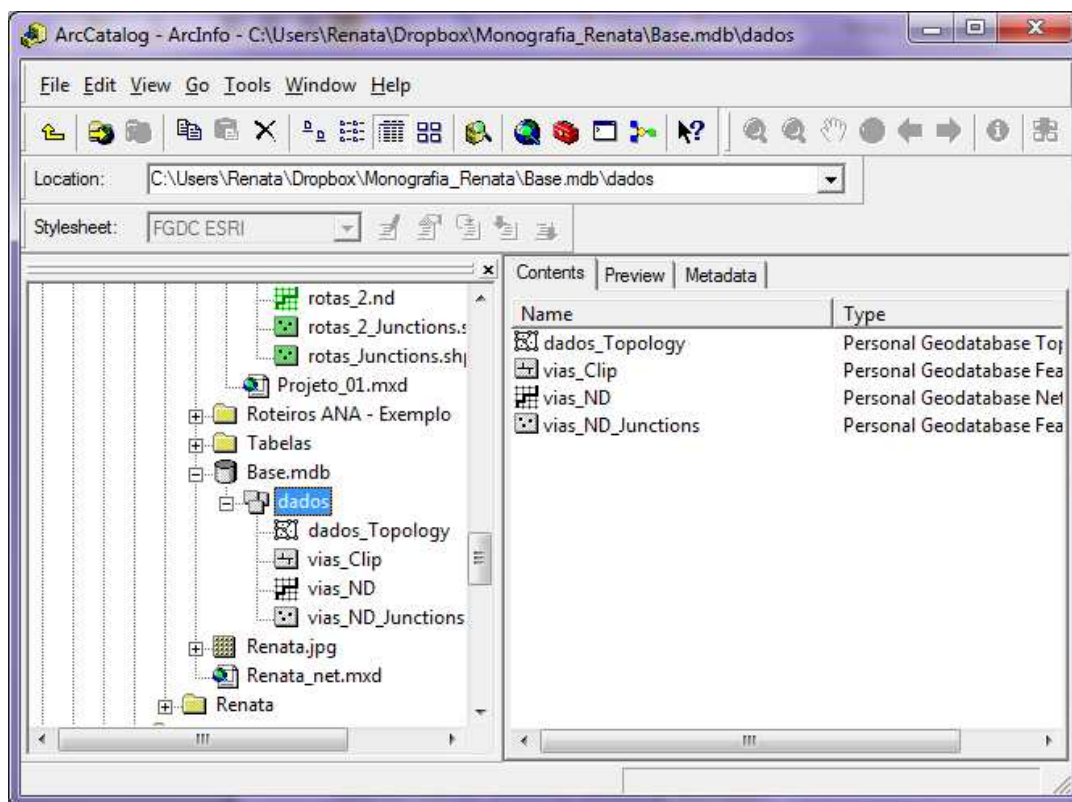 ArcCatalog - ArcInfo - C:\Users\Renata\Dropbox\Monografia_Renata\Base.mdb\dados
File Edit View Go Tools Window Help
Location: C:\Users\Renata\Dropbox\Monografia_Renata\Base.mdb\dados
Stylesheet: FGDC ESRI
rotas_2.nd
rotas_2_Junctions.s
rotas_Junctions.sh
Projeto_01.mxd
Roteiros ANA - Exemplo
Tabelas
Base.mdb
dados
dados_Topology
vias_Clip
vias_ND
vias_ND_Junctions
Renata.jpg
Renata_net.mxd
Renata
Contents Preview Metadata
Name Type
dados_Topology Personal Geodatabase Top
vias_Clip Personal Geodatabase Fea
vias_ND Personal Geodatabase Net
vias_ND_Junctions Personal Geodatabase Fea